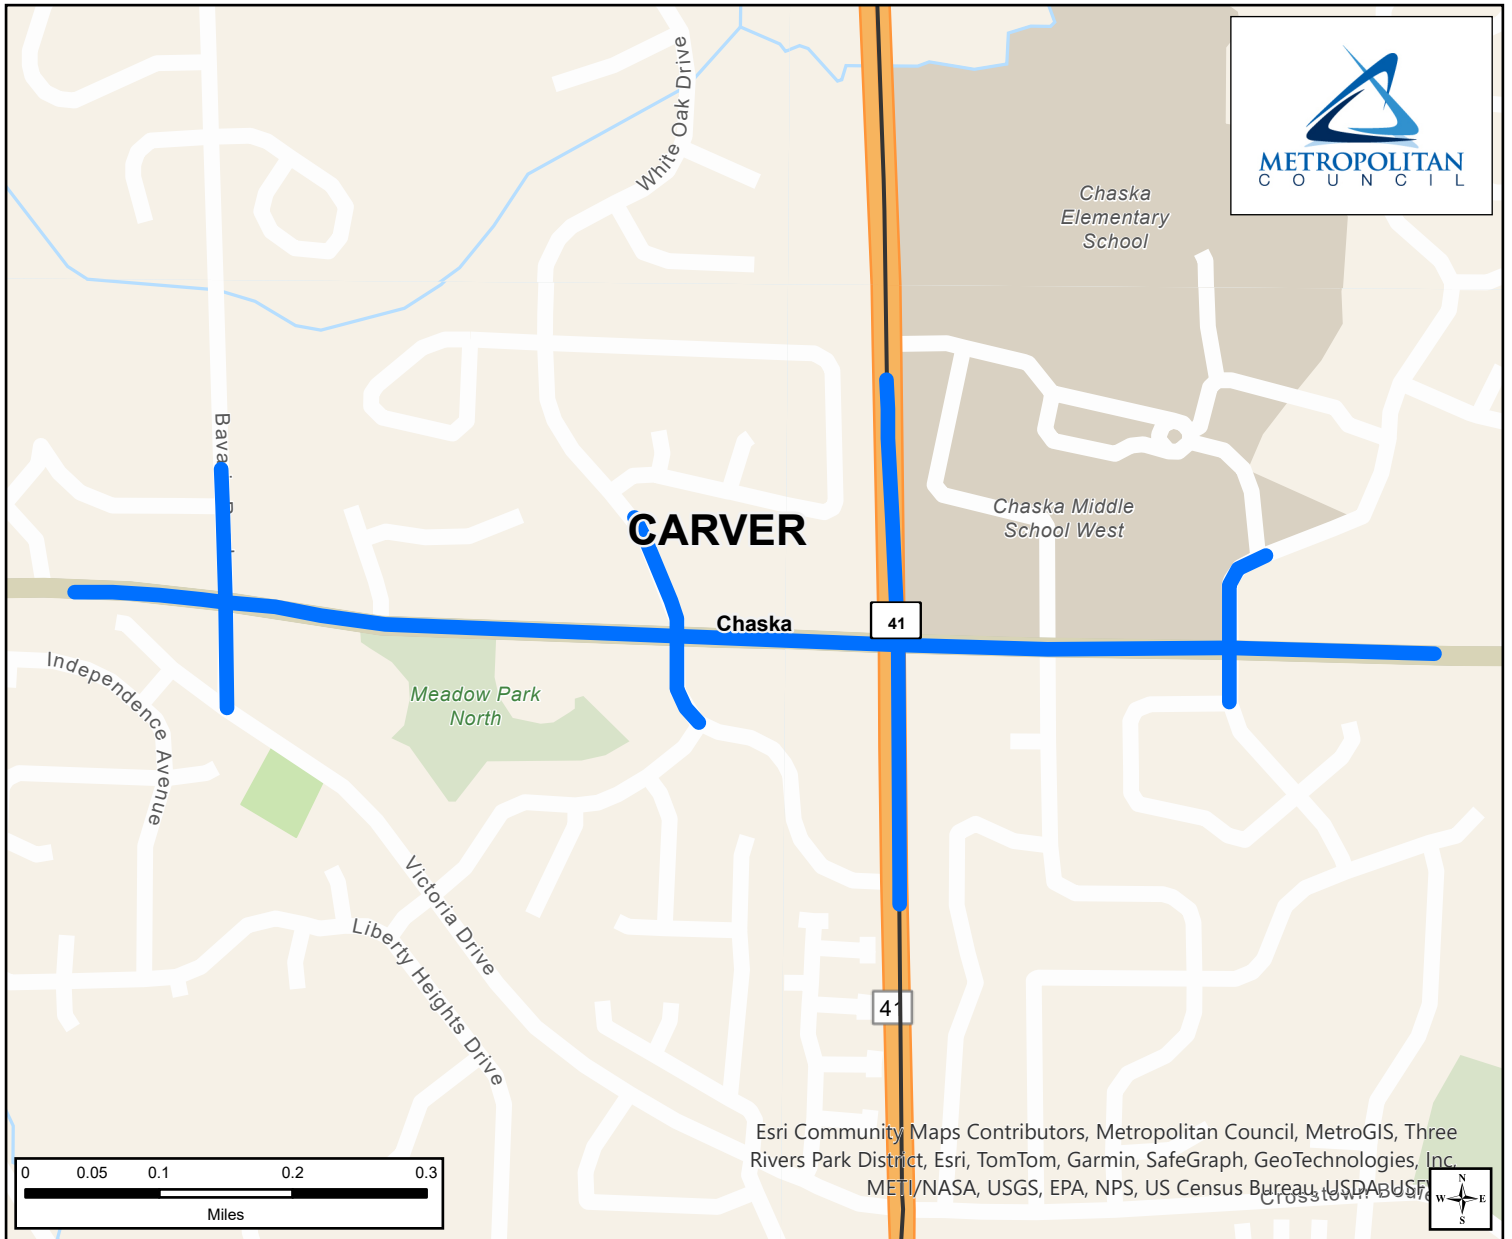 White Oak Drive
METROPOLITAN
COUNCIL
Chaska
Elementary
School
Chaska Middle
School West
CARVER
41
Chaska
Meadow Park
North
Independence Avenue
Victoria Drive
Liberty Heights Drive
41
Esri Community Maps Contributors, Metropolitan Council, MetroGIS, Three
Rivers Park District, Esri, TomTom, Garmin, SafeGraph, GeoTechnologies, Inc,
METI/NASA, USGS, EPA, NPS, US Census Bureau, USDA,
Crosstown
0 0.05 0.1 0.2 0.3
Miles
N
W E
S